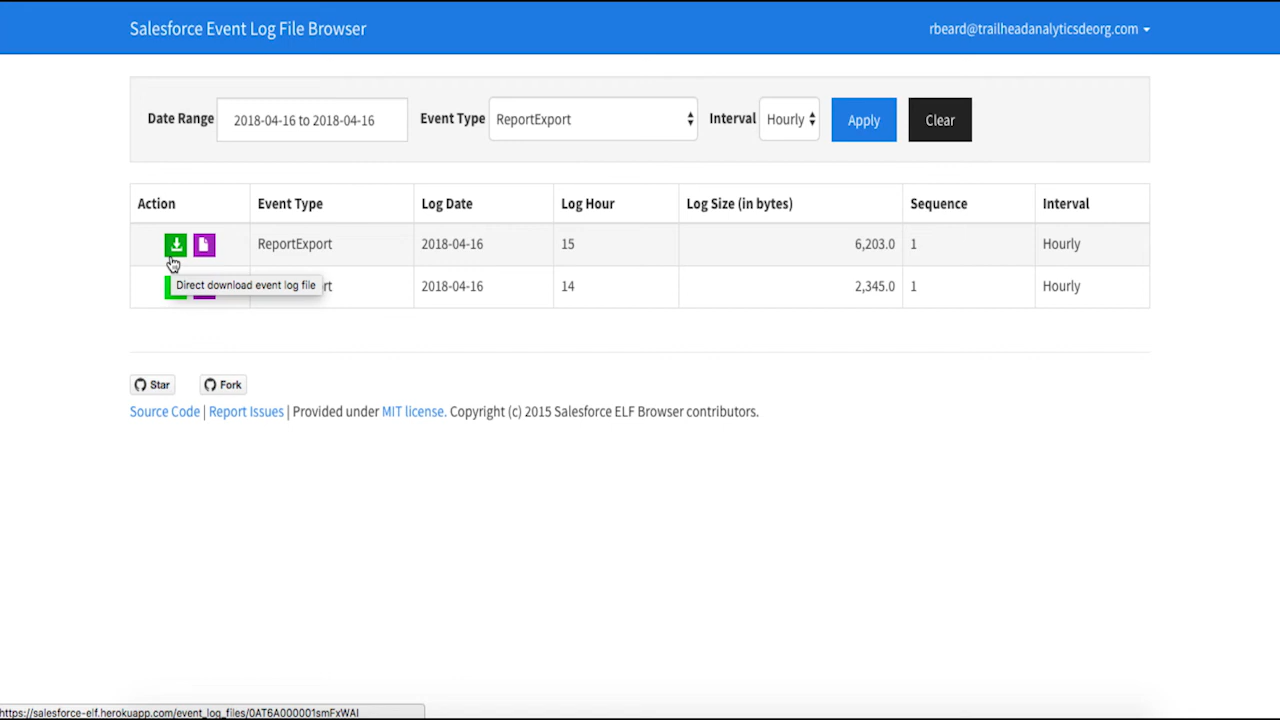 Salesforce Event Log File Browser rbeard@trailheadanalyticsdeorg.com
Date Range 2018-04-16 to 2018-04-16 Event Type ReportExport Interval Hourly Apply Clear
Action Event Type Log Date Log Hour Log Size (in bytes) Sequence Interval
ReportExport 2018-04-16 15 6,203.0 1 Hourly
Direct download event log file rt 2018-04-16 14 2,345.0 1 Hourly
Star Fork
Source Code | Report Issues | Provided under MIT license. Copyright (c) 2015 Salesforce ELF Browser contributors.
https://salesforce-elf.herokuapp.com/event_log_files/0AT6A000001smFxWAI